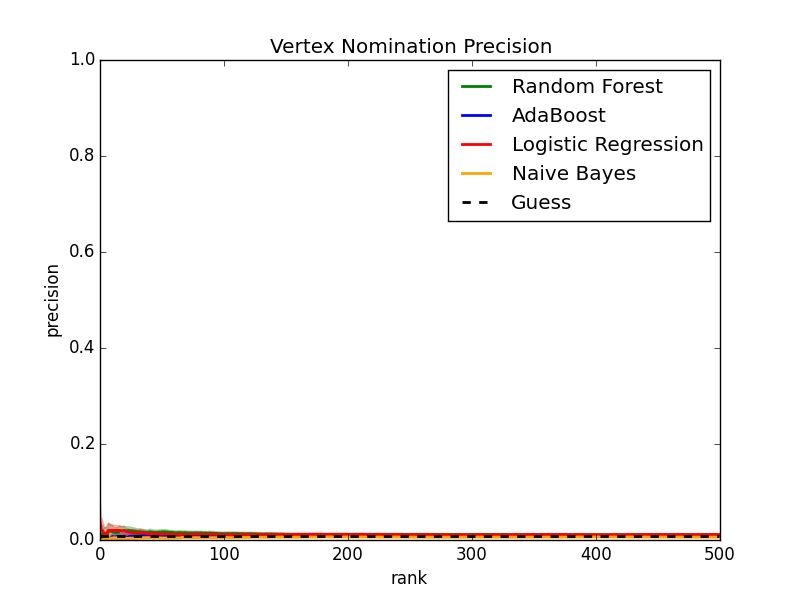 Vertex Nomination Precision
1.0
0.8
0.6
0.4
0.2
0.0
precision
Random Forest
AdaBoost
Logistic Regression
Naive Bayes
Guess
0 100 200 300 400 500
rank